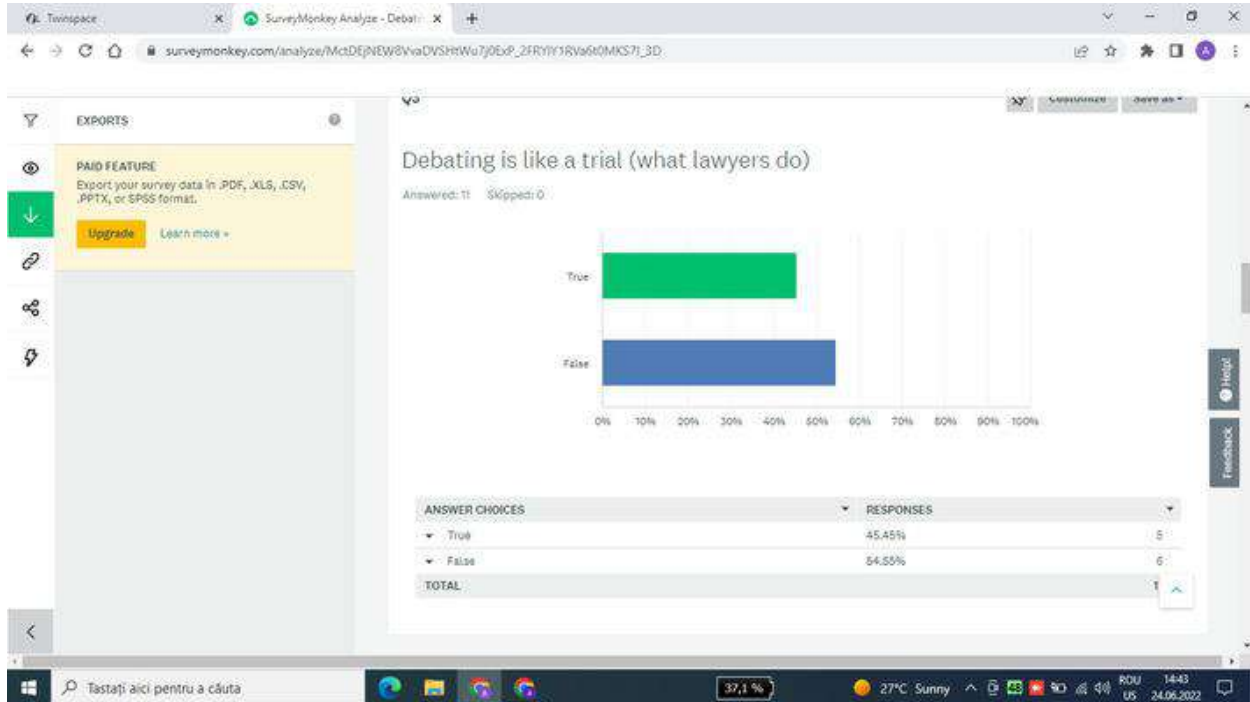 Twinspace
SurveyMonkey Analyze - Debat
EXPORTS
PAID FEATURE
Export your survey data in .PDF, .XLS, .CSV,
.PPTX, or SPSS format.
Upgrade Learn more »
Q3
Customize Save as
Debating is like a trial (what lawyers do)
Answered: 11 Skipped: 0
True
False
0% 10% 20% 30% 40% 50% 60% 70% 80% 90% 100%
ANSWER CHOICES RESPONSES
True 45.45% 5
False 54.55% 6
TOTAL
Help!
Feedback
Tastați aici pentru a căuta
37,1 %
27°C Sunny
ROU 14:43
US 24.06.2022